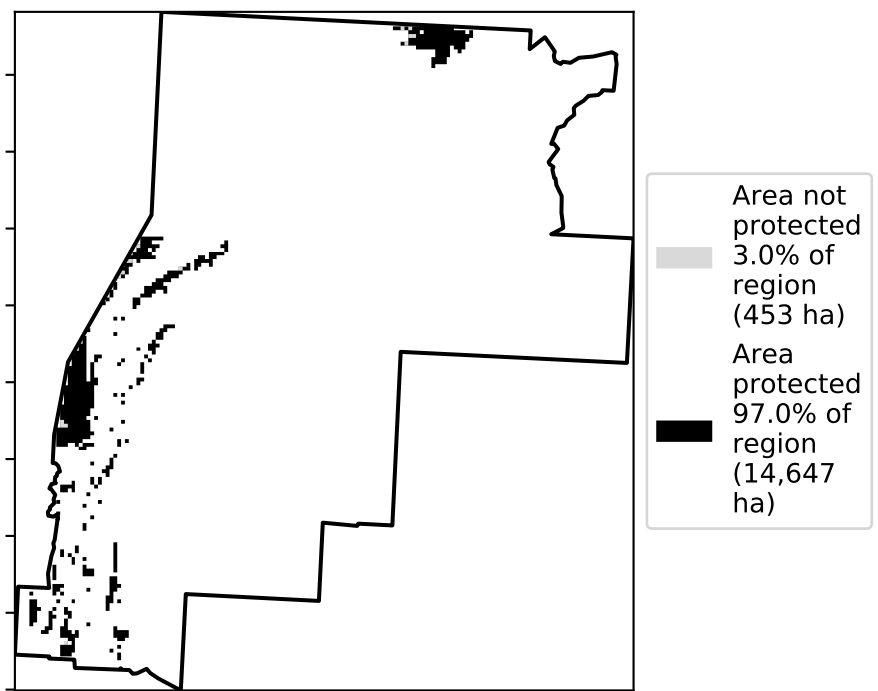 Area not
protected
3.0% of
region
(453 ha)
Area
protected
97.0% of
region
(14,647
ha)